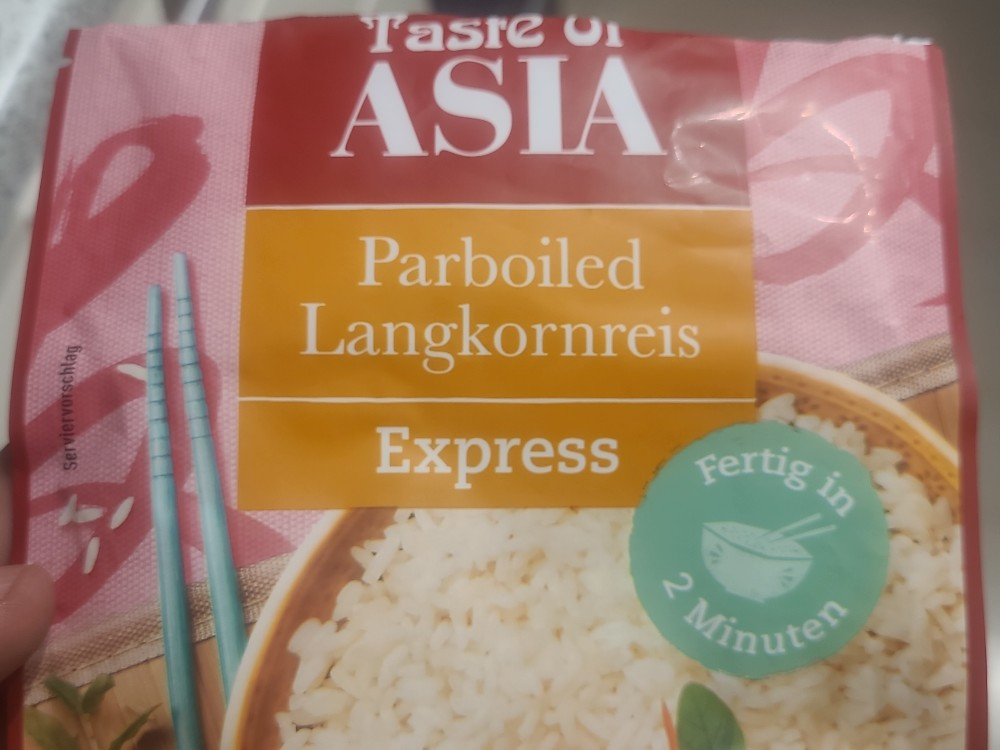 Taste of
ASIA
Parboiled
Langkornreis
Express
Fertig in
2 Minuten
Serviervorschlag